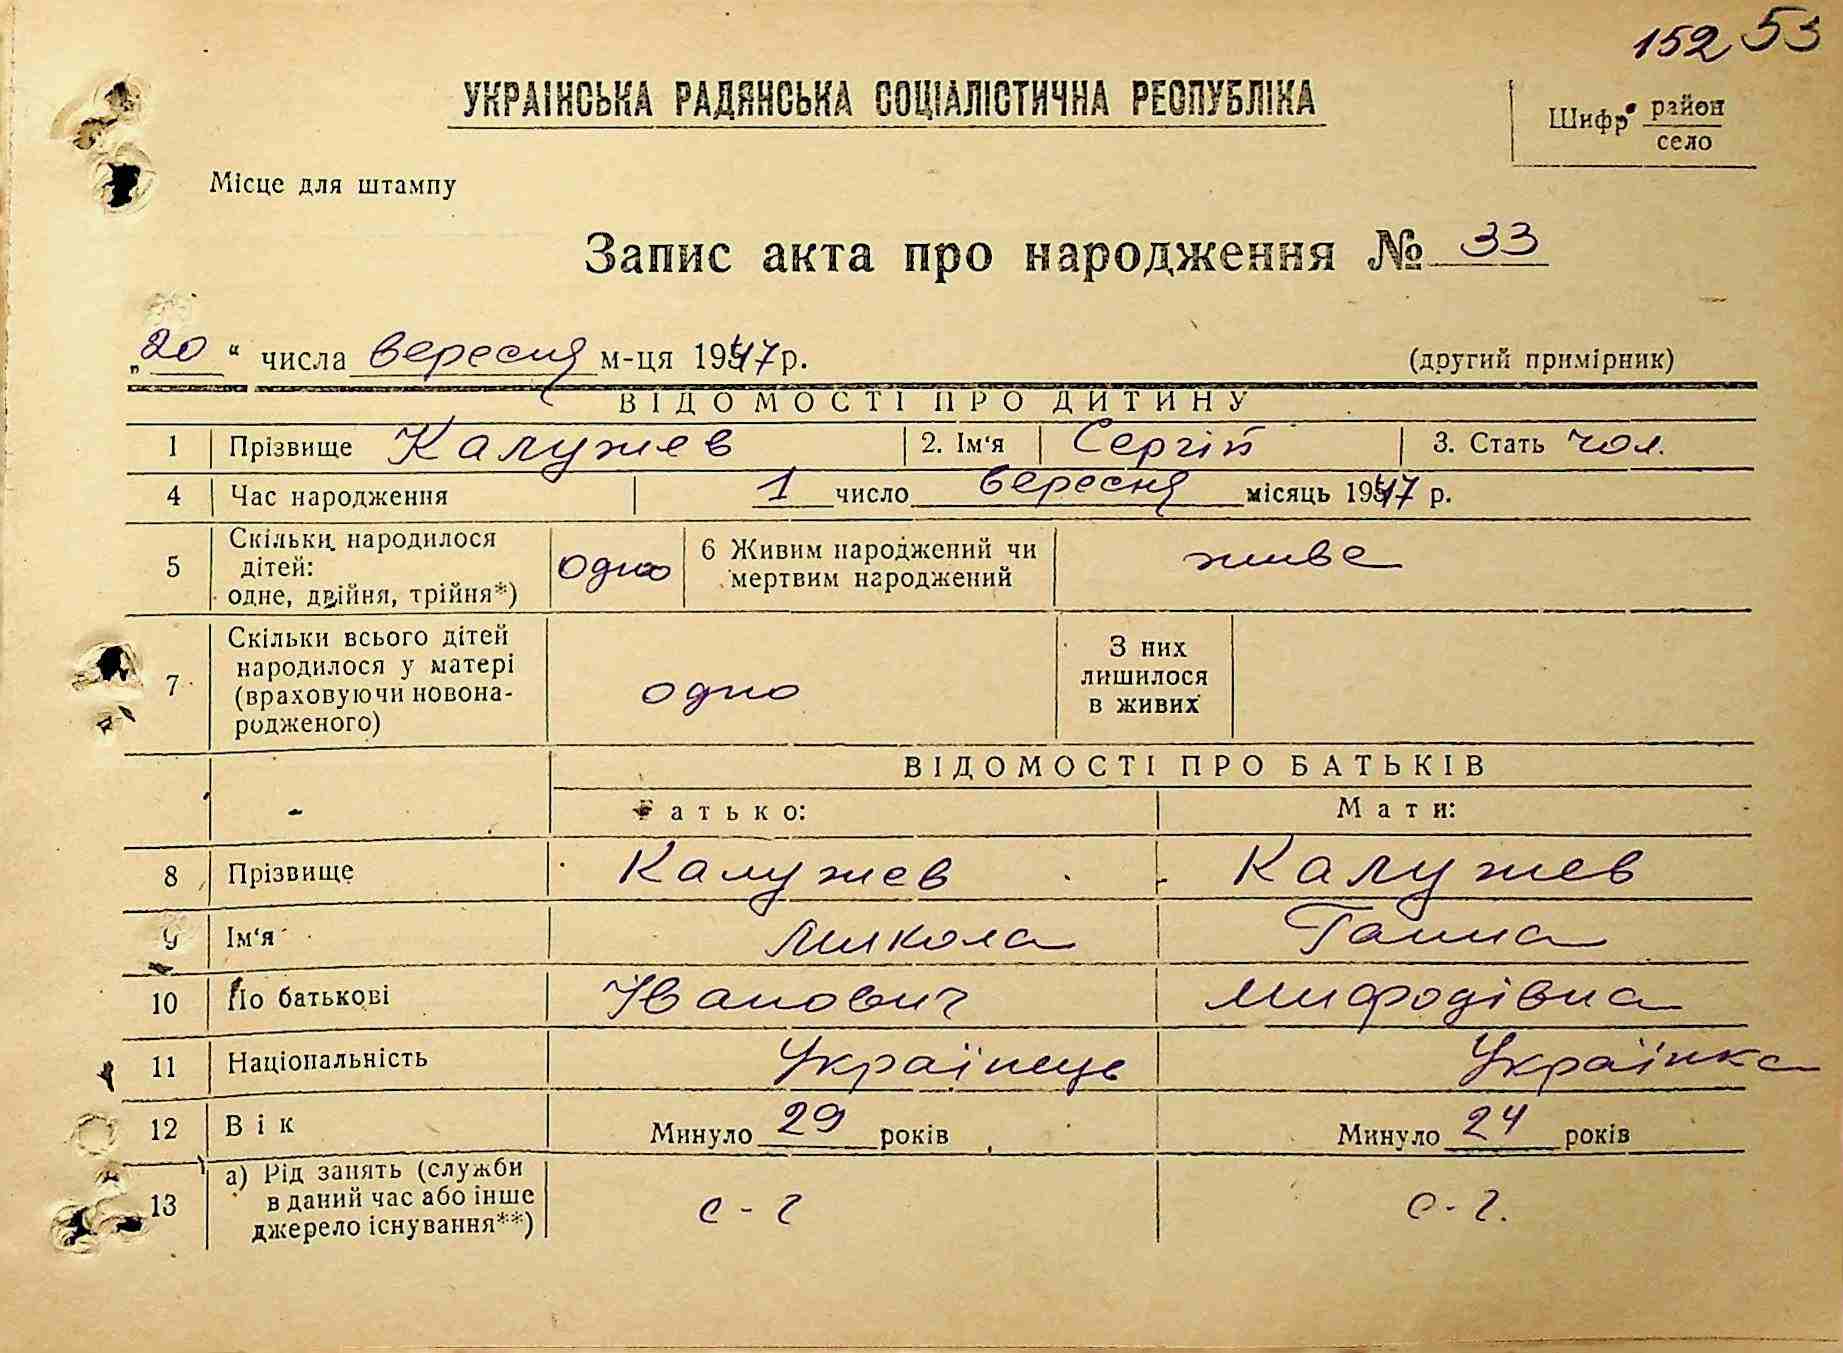 152 53
УКРАЇНСЬКА РАДЯНСЬКА СОЦІАЛІСТИЧНА РЕСПУБЛІКА
Шифр район
село
Місце для штампу
Запис акта про народження № 33
„20“ числа вересня м-ця 1947 р.
(другий примірник)
ВІДОМОСТІ ПРО ДИТИНУ
1 Прізвище Калужев 2. Ім‘я Сергій 3. Стать чол.
4 Час народження 1 число вересня місяць 1947 р.
5 Скільки народилося дітей: одне, двійня, трійня*) одно 6 Живим народжений чи мертвим народжений живе
7 Скільки всього дітей народилося у матері (враховуючи новонародженого) одно З них лишилося в живих
ВІДОМОСТІ ПРО БАТЬКІВ
Батько: Мати:
8 Прізвище Калужев Калужев
9 Ім‘я Микола Ганна
10 По батькові Іванович Мифодівна
11 Національність Українець Українка
12 Вік Минуло 29 років Минуло 24 років
13 а) Рід занять (служби в даний час або інше джерело існування**) с-г с-г.